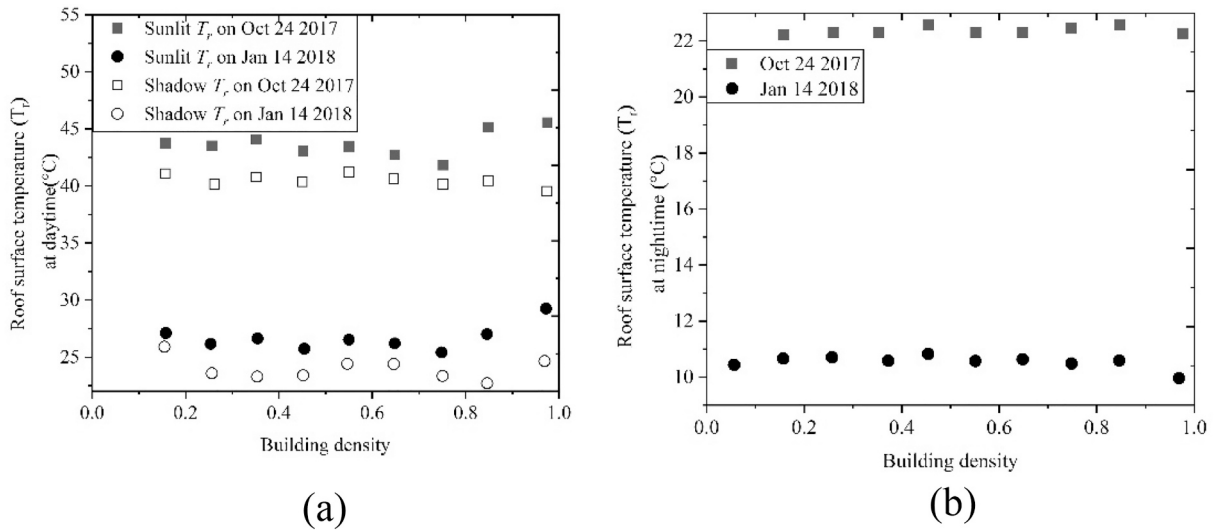 55
50
45
40
35
30
25
Roof surface temperature (Tr)
at daytime(°C)
Sunlit Tr on Oct 24 2017
Sunlit Tr on Jan 14 2018
Shadow Tr on Oct 24 2017
Shadow Tr on Jan 14 2018
0.0 0.2 0.4 0.6 0.8 1.0
Building density
(a)
22
20
18
16
14
12
10
Roof surface temperature (Tr)
at nighttime (°C)
Oct 24 2017
Jan 14 2018
0.0 0.2 0.4 0.6 0.8 1.0
Building density
(b)